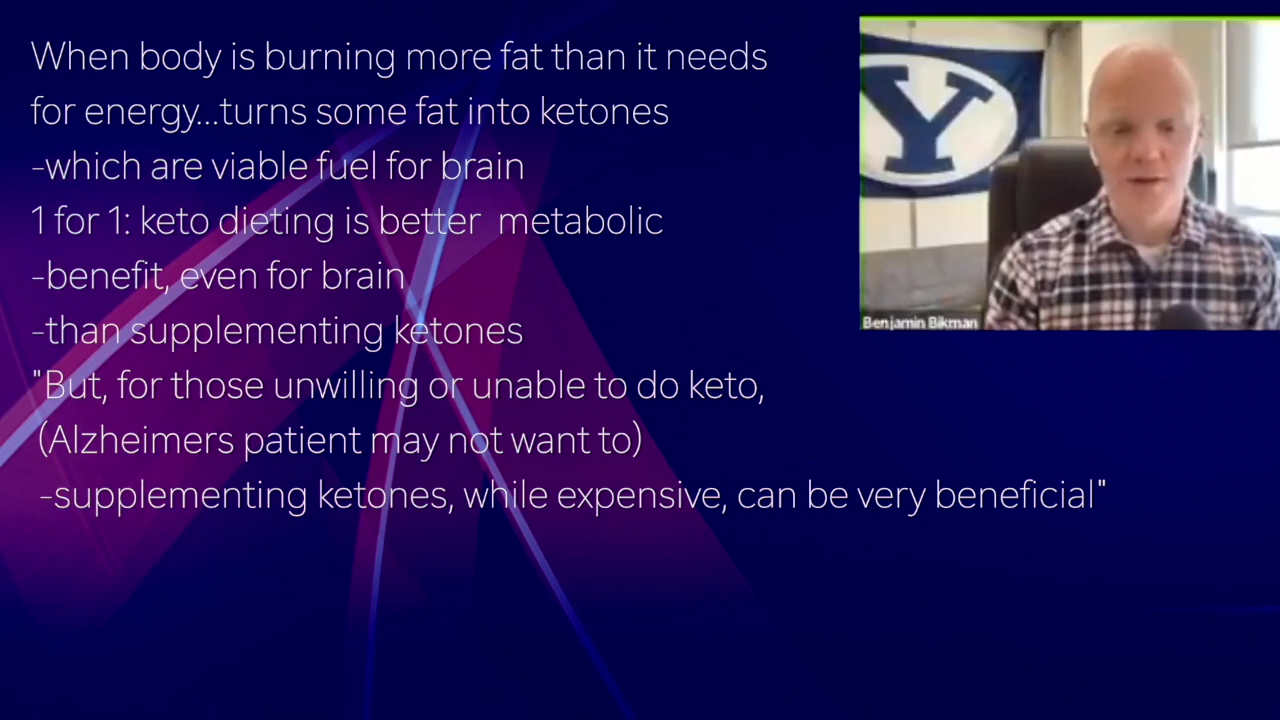 When body is burning more fat than it needs
for energy...turns some fat into ketones
-which are viable fuel for brain
1 for 1: keto dieting is better  metabolic
-benefit, even for brain
-than supplementing ketones
"But, for those unwilling or unable to do keto,
(Alzheimers patient may not want to)
-supplementing ketones, while expensive, can be very beneficial"
Y
Benjamin Bikman